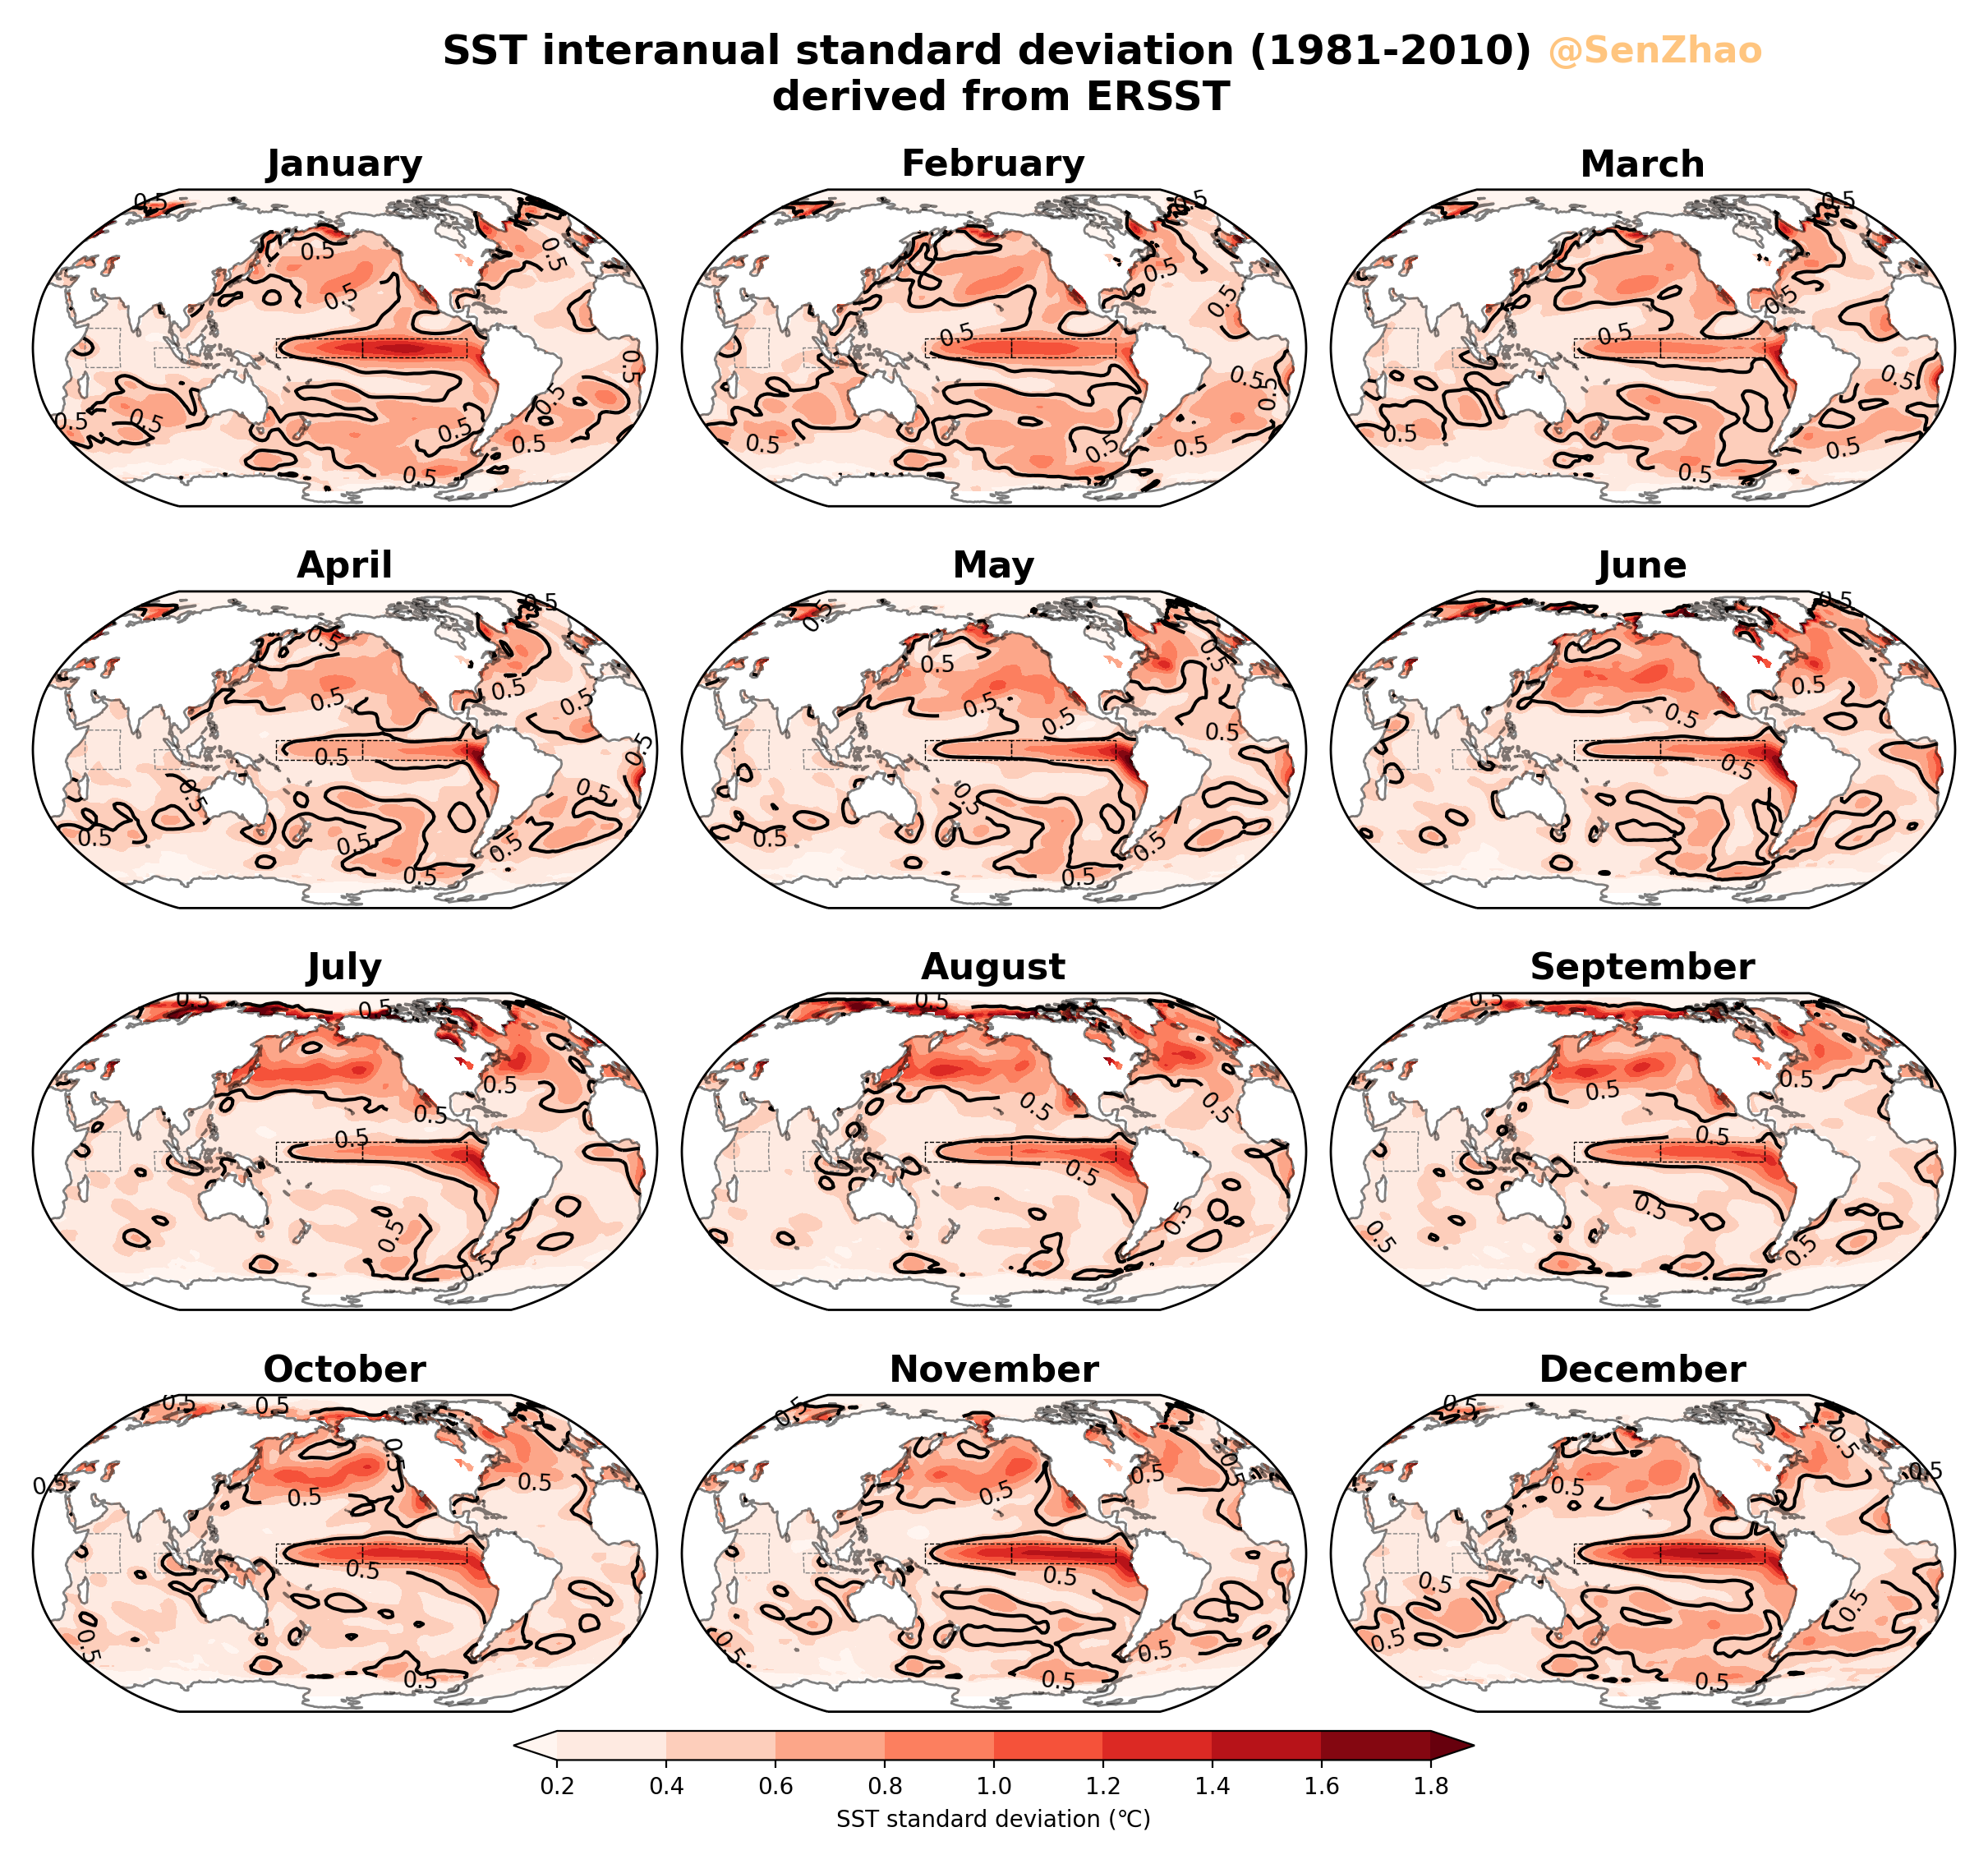 SST interanual standard deviation (1981-2010) @SenZhao
derived from ERSST
January
February
March
0.5 0.5 0.5 0.5 0.5 0.5 0.5 0.5 0.5 0.5 0.5
0.5 0.5 0.5 0.5 0.5 0.5 0.5 0.5 0.5
0.5 0.5 0.5 0.5 0.5 0.5 0.5
April
May
June
0.5 0.5 0.5 0.5 0.5 0.5 0.5 0.5 0.5 0.5 0.5 0.5 0.5
0.5 0.5 0.5 0.5 0.5 0.5 0.5 0.5 0.5 0.5
0.5 0.5 0.5 0.5
July
August
September
0.5 0.5 0.5 0.5 0.5 0.5 0.5
0.5 0.5 0.5 0.5 0.5
0.5 0.5 0.5 0.5 0.5 0.5 0.5
October
November
December
0.5 0.5 0.5 0.5 0.5 0.5 0.5 0.5 0.5
0.5 0.5 0.5 0.5 0.5 0.5 0.5 0.5
0.5 0.5 0.5 0.5 0.5 0.5 0.5 0.5
0.2 0.4 0.6 0.8 1.0 1.2 1.4 1.6 1.8
SST standard deviation (℃)